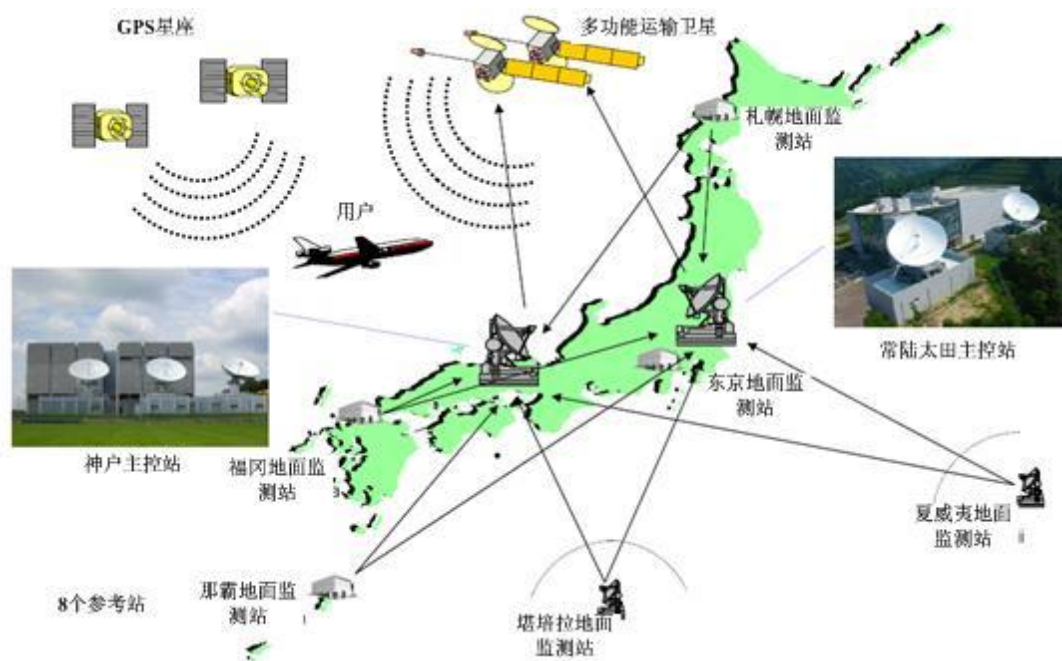 GPS星座
多功能运输卫星
札幌地面监
测站
用户
常陆太田主控站
东京地面监
测站
神户主控站
福冈地面监
测站
夏威夷地面
监测站
那霸地面监
测站
8个参考站
堪培拉地面
监测站